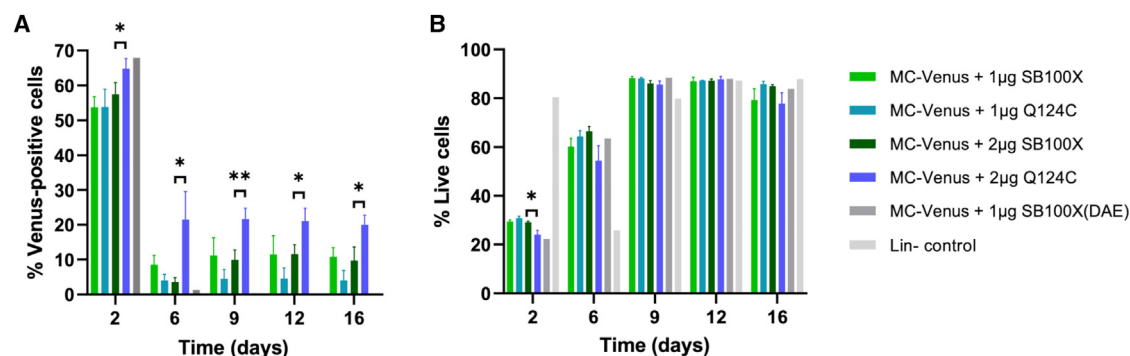 A
% Venus-positive cells
70
60
50
40
30
20
10
0
*
*
**
*
*
2 6 9 12 16
Time (days)
B
% Live cells
100
80
60
40
20
0
*
2 6 9 12 16
Time (days)
MC-Venus + 1µg SB100X
MC-Venus + 1µg Q124C
MC-Venus + 2µg SB100X
MC-Venus + 2µg Q124C
MC-Venus + 1µg SB100X(DAE)
Lin- control